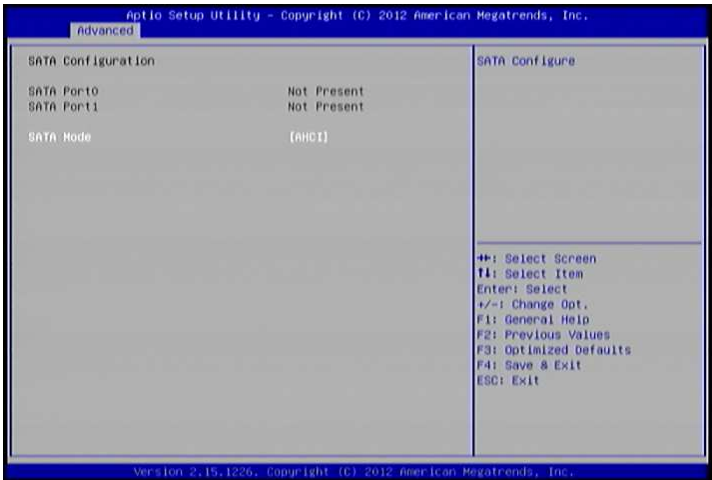 Aptio Setup Utility - Copyright (C) 2012 American Megatrends, Inc.
Advanced
SATA Configuration
SATA Configure
SATA Port0 Not Present
SATA Port1 Not Present
SATA Mode [AHCI]
→←: Select Screen
↑↓: Select Item
Enter: Select
+/-: Change Opt.
F1: General Help
F2: Previous Values
F3: Optimized Defaults
F4: Save & Exit
ESC: Exit
Version 2.15.1226. Copyright (C) 2012 American Megatrends, Inc.